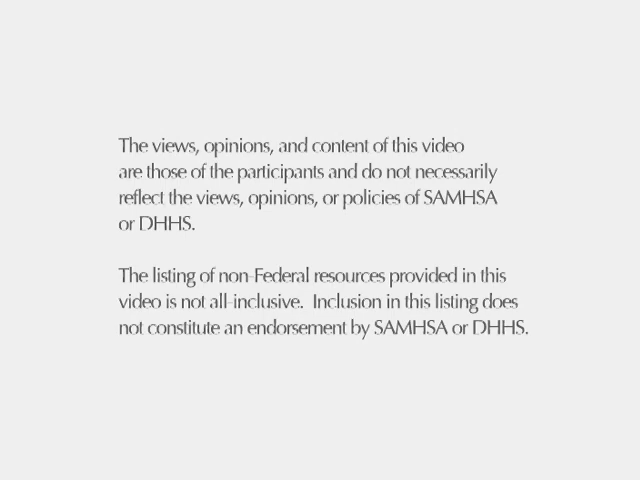 The views, opinions, and content of this video
are those of the participants and do not necessarily
reflect the views, opinions, or policies of SAMHSA
or DHHS.
The listing of non-Federal resources provided in this
video is not all-inclusive.  Inclusion in this listing does
not constitute an endorsement by SAMHSA or DHHS.